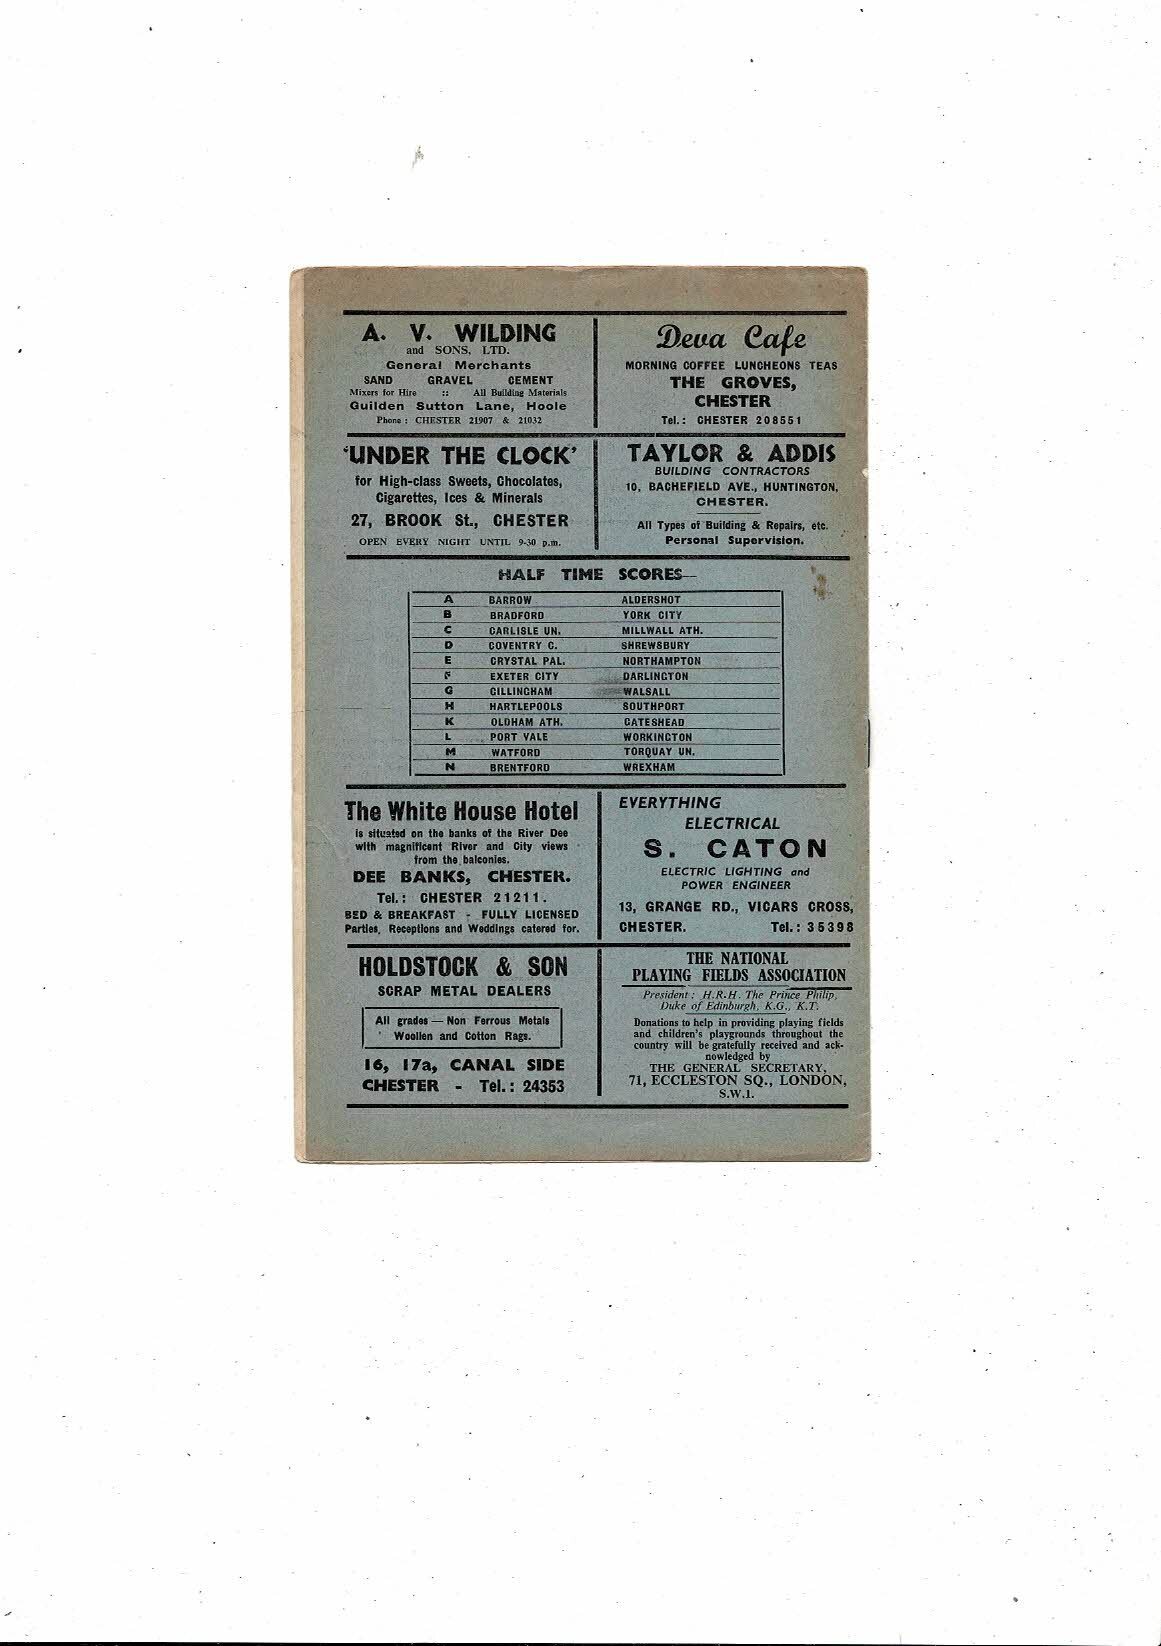 A. V. WILDING
and SONS, LTD.
General Merchants
SAND GRAVEL CEMENT
Mixers for Hire :: All Building Materials
Guilden Sutton Lane, Hoole
Phone : CHESTER 21907 & 21032
Deva Cafe
MORNING COFFEE LUNCHEONS TEAS
THE GROVES,
CHESTER
Tel.: CHESTER 208551
'UNDER THE CLOCK'
for High-class Sweets, Chocolates,
Cigarettes, Ices & Minerals
27, BROOK St., CHESTER
OPEN EVERY NIGHT UNTIL 9-30 p.m.
TAYLOR & ADDIS
BUILDING CONTRACTORS
10, BACHEFIELD AVE., HUNTINGTON,
CHESTER.
All Types of Building & Repairs, etc.
Personal Supervision.
HALF TIME SCORES—
A BARROW ALDERSHOT
B BRADFORD YORK CITY
C CARLISLE UN. MILLWALL ATH.
D COVENTRY C. SHREWSBURY
E CRYSTAL PAL. NORTHAMPTON
F EXETER CITY DARLINGTON
G GILLINGHAM WALSALL
H HARTLEPOOLS SOUTHPORT
K OLDHAM ATH. GATESHEAD
L PORT VALE WORKINGTON
M WATFORD TORQUAY UN.
N BRENTFORD WREXHAM
The White House Hotel
is situated on the banks of the River Dee
with magnificent River and City views
from the balconies.
DEE BANKS, CHESTER.
Tel.: CHESTER 21211.
BED & BREAKFAST - FULLY LICENSED
Parties, Receptions and Weddings catered for.
EVERYTHING
ELECTRICAL
S. CATON
ELECTRIC LIGHTING and
POWER ENGINEER
13, GRANGE RD., VICARS CROSS,
CHESTER. Tel.: 35398
HOLDSTOCK & SON
SCRAP METAL DEALERS
All grades — Non Ferrous Metals
Woollen and Cotton Rags.
16, 17a, CANAL SIDE
CHESTER - Tel.: 24353
THE NATIONAL
PLAYING FIELDS ASSOCIATION
President : H.R.H. The Prince Philip,
Duke of Edinburgh, K.G., K.T.
Donations to help in providing playing fields
and children's playgrounds throughout the
country will be gratefully received and ack-
nowledged by
THE GENERAL SECRETARY,
71, ECCLESTON SQ., LONDON,
S.W.1.